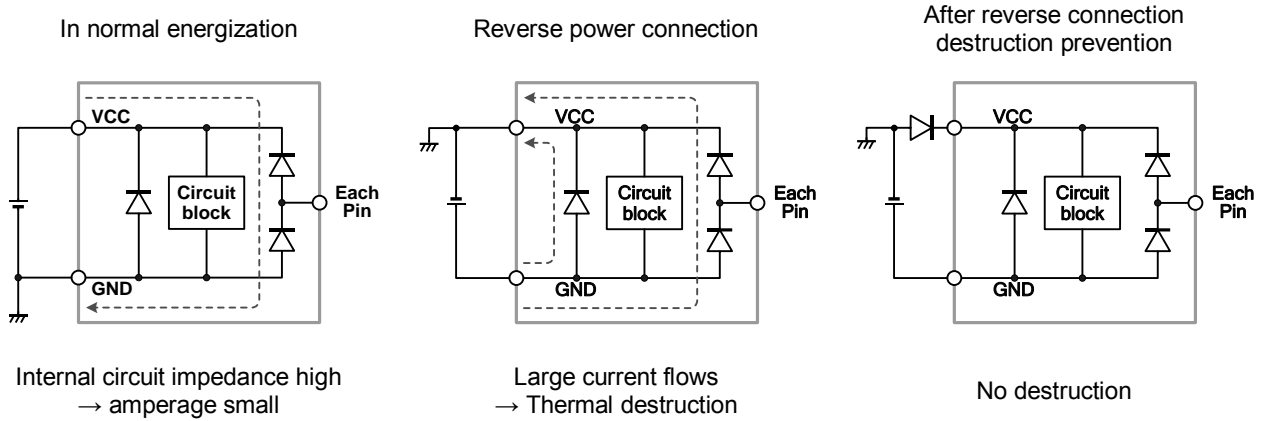 In normal energization
VCC
Circuit
block
Each
Pin
GND
Internal circuit impedance high
→ amperage small
Reverse power connection
VCC
Circuit
block
Each
Pin
GND
Large current flows
→ Thermal destruction
After reverse connection
destruction prevention
VCC
Circuit
block
Each
Pin
GND
No destruction